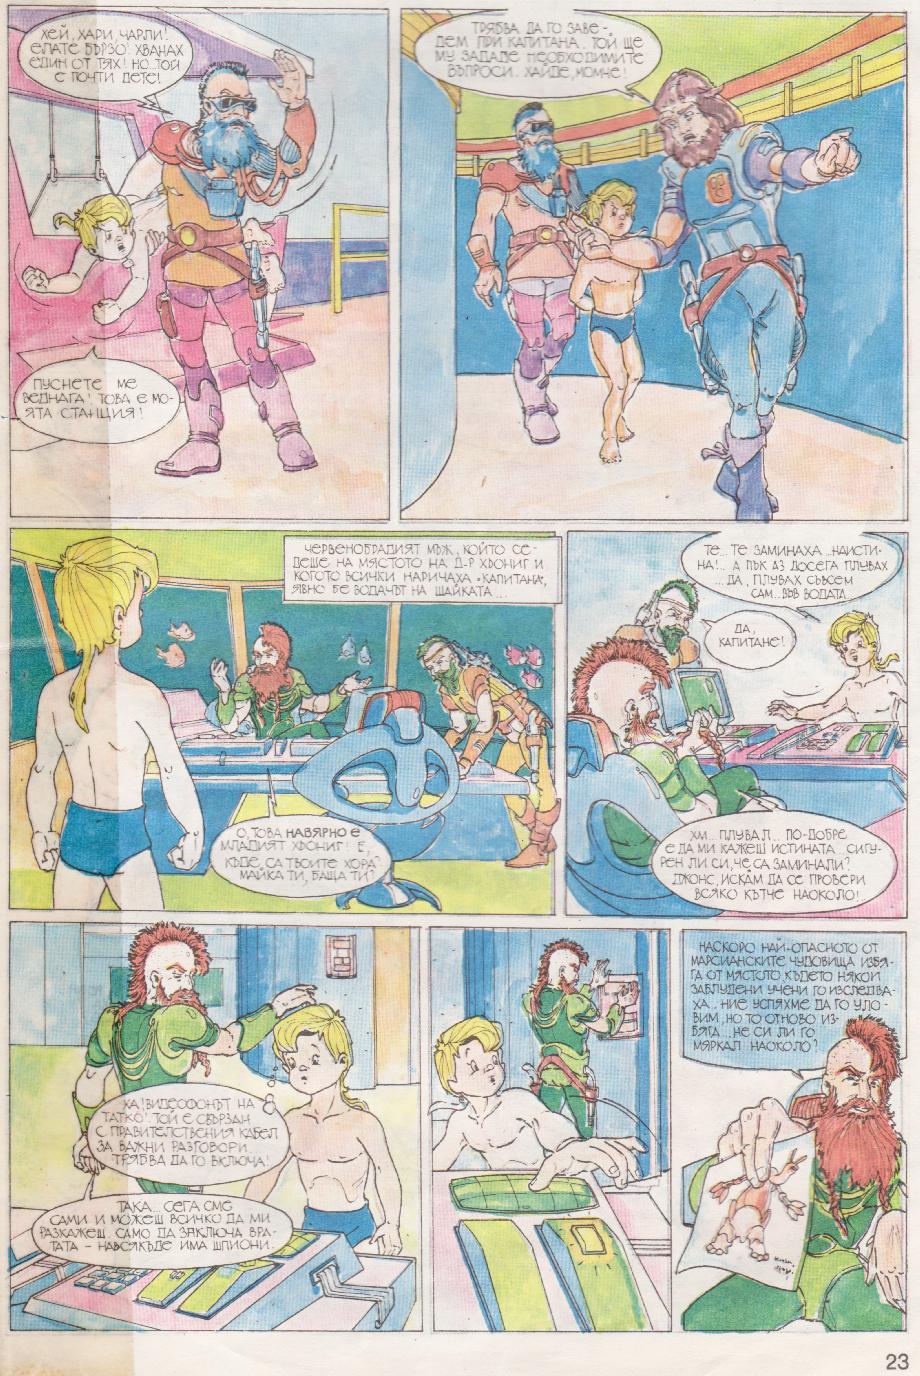 ХЕЙ, ХАРИ, ЧАРЛИ!
ЕЛАТЕ БЪРЗО! ХВАНАХ
ЕДИН ОТ ТЯХ! НО..ТОЙ
Е ПОЧТИ ДЕТЕ!
ПУСНЕТЕ МЕ
ВЕДНАГА! ТОВА Е МО-
ЯТА СТАНЦИЯ!
ТРЯБВА ДА ГО ЗАВЕ-
ДЕМ ПРИ КАПИТАНА. ТОЙ ЩЕ
МУ ЗАДАДЕ НЕОБХОДИМИТЕ
ВЪПРОСИ. ХАЙДЕ, МОМЧЕ!
ЧЕРВЕНОБРАДИЯТ МЪЖ, КОЙТО СЕ-
ДЕШЕ НА МЯСТОТО НА Д-Р ХЬОНИГ И
КОГОТО ВСИЧКИ НАРИЧАХА "КАПИТАНА",
ЯВНО БЕ ВОДАЧЪТ НА ШАЙКАТА...
О, ТОВА НАВЯРНО Е
МЛАДИЯТ ХЬОНИГ! Е,
КЪДЕ СА ТВОИТЕ ХОРА?
МАЙКА ТИ, БАЩА ТИ?
ТЕ...ТЕ ЗАМИНАХА...НАИСТИ-
НА!.. А ПЪК АЗ ДОСЕГА ПЛУВАХ
...ДА, ПЛУВАХ СЪВСЕМ
САМ...ВЪВ ВОДАТА...
ДА,
КАПИТАНЕ!
ХМ... ПЛУВАЛ... ПО-ДОБРЕ
Е ДА МИ КАЖЕШ ИСТИНАТА...СИГУ-
РЕН ЛИ СИ, ЧЕ СА ЗАМИНАЛИ?
ДЖОНС, ИСКАМ ДА СЕ ПРОВЕРИ
ВСЯКО КЪТЧЕ НАОКОЛО!
ХА! ВИДЕОФОНЪТ НА
ТАТКО! ТОЙ Е СВЪРЗАН
С ПРАВИТЕЛСТВЕНИЯ КАБЕЛ
ЗА ВАЖНИ РАЗГОВОРИ...
ТРЯБВА ДА ГО ВКЛЮЧА!
ТАКА... СЕГА СМЕ
САМИ И МОЖЕШ ВСИЧКО ДА МИ
РАЗКАЖЕШ. САМО ДА ЗАКЛЮЧА ВРА-
ТАТА - НАВСЯКЪДЕ ИМА ШПИОНИ.
НАСКОРО НАЙ-ОПАСНОТО ОТ
МАРСИАНСКИТЕ ЧУДОВИЩА ИЗБЯ-
ГА ОТ МЯСТОТО, КЪДЕТО НЯКОИ
ЗАБЛУДЕНИ УЧЕНИ ГО ИЗСЛЕДВА-
ХА... НИЕ УСПЯХМЕ ДА ГО УЛО-
ВИМ, НО ТО ОТНОВО ИЗ-
БЯГА... НЕ СИ ЛИ ГО
МЯРКАЛ НАОКОЛО?
23